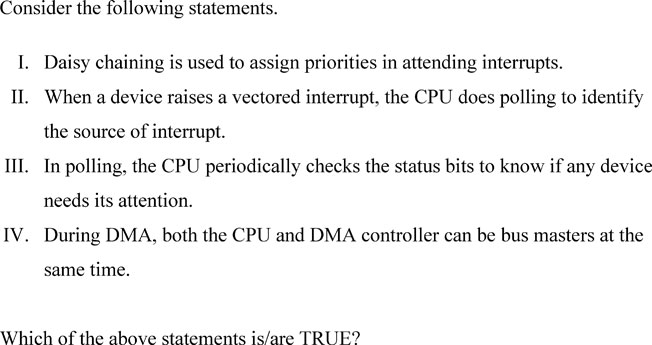 Consider the following statements.
I. Daisy chaining is used to assign priorities in attending interrupts.
II. When a device raises a vectored interrupt, the CPU does polling to identify
the source of interrupt.
III. In polling, the CPU periodically checks the status bits to know if any device
needs its attention.
IV. During DMA, both the CPU and DMA controller can be bus masters at the
same time.
Which of the above statements is/are TRUE?